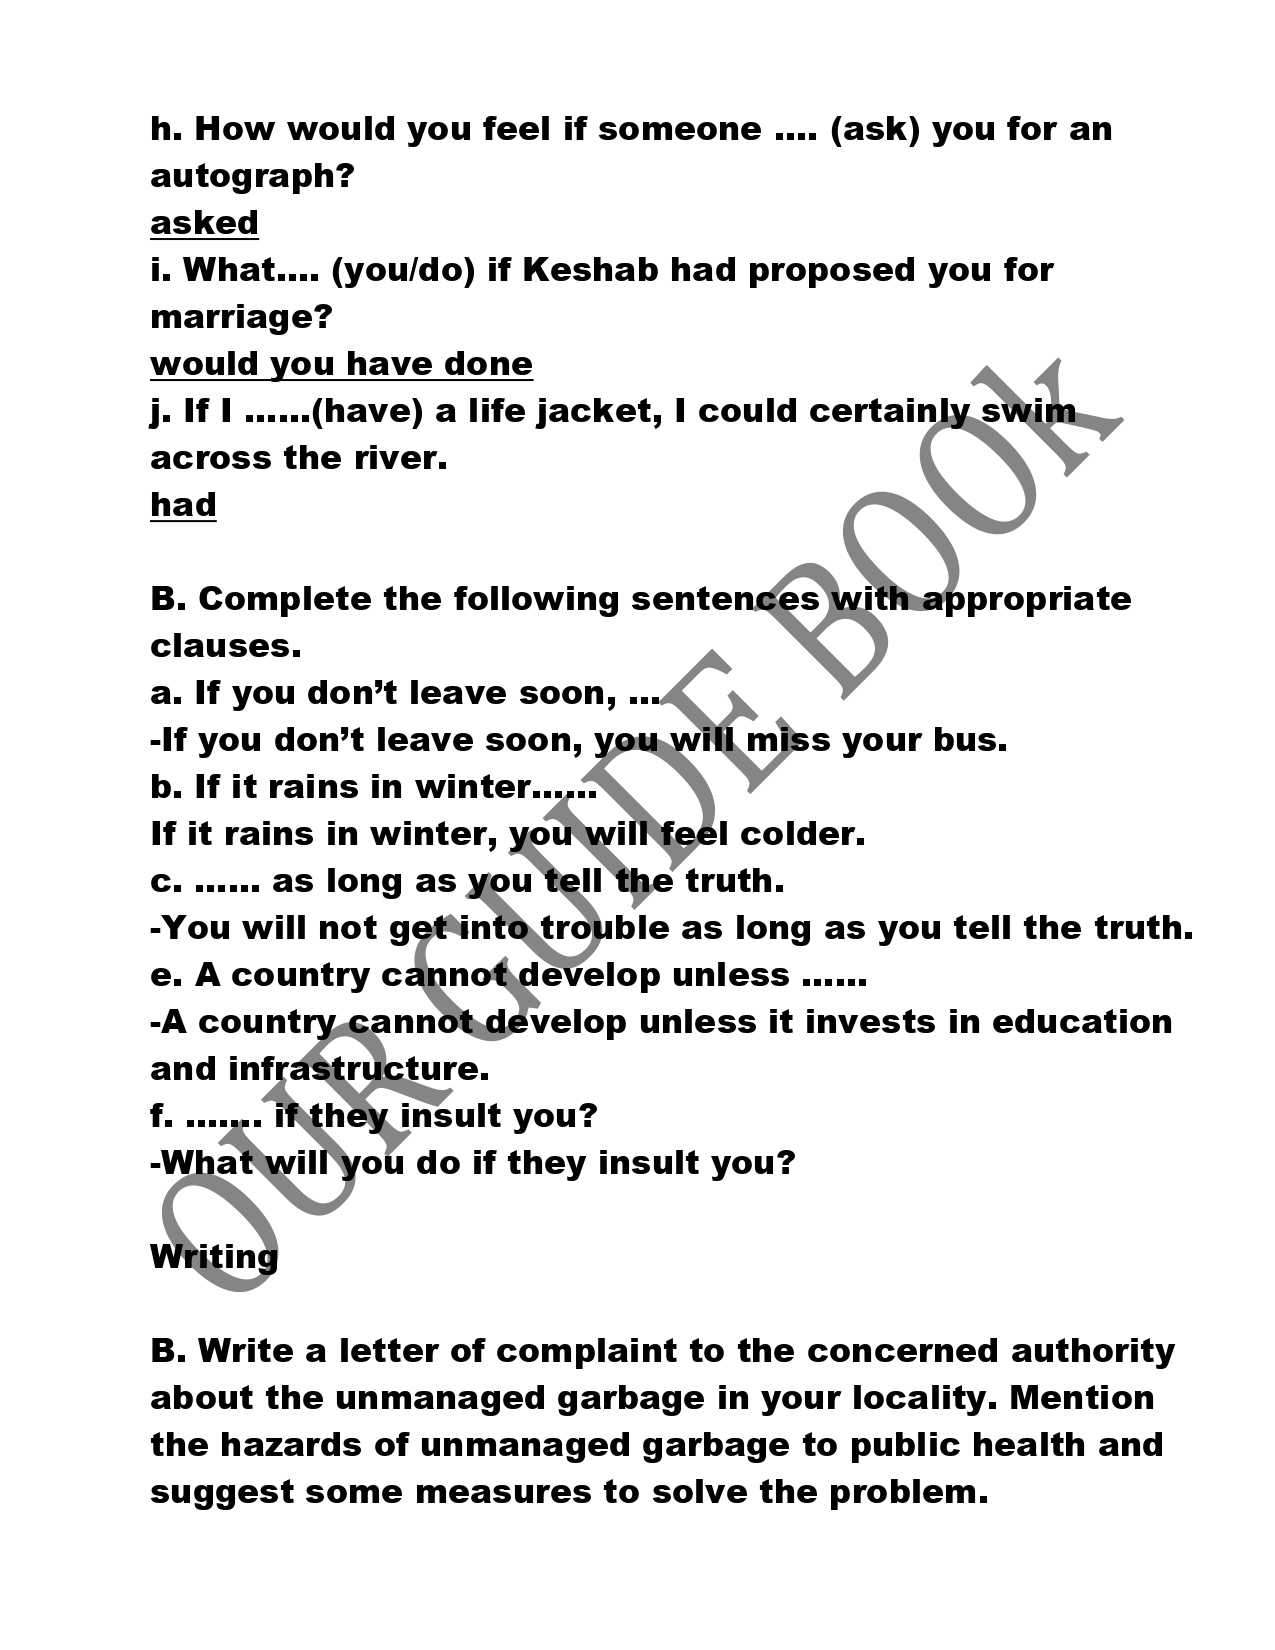 h. How would you feel if someone .... (ask) you for an
autograph?
asked
i. What.... (you/do) if Keshab had proposed you for
marriage?
would you have done
j. If I ......(have) a life jacket, I could certainly swim
across the river.
had
B. Complete the following sentences with appropriate
clauses.
a. If you don’t leave soon, ...
-If you don’t leave soon, you will miss your bus.
b. If it rains in winter......
If it rains in winter, you will feel colder.
c. ...... as long as you tell the truth.
-You will not get into trouble as long as you tell the truth.
e. A country cannot develop unless ......
-A country cannot develop unless it invests in education
and infrastructure.
f. ....... if they insult you?
-What will you do if they insult you?
Writing
B. Write a letter of complaint to the concerned authority
about the unmanaged garbage in your locality. Mention
the hazards of unmanaged garbage to public health and
suggest some measures to solve the problem.
OUR GUIDE BOOk